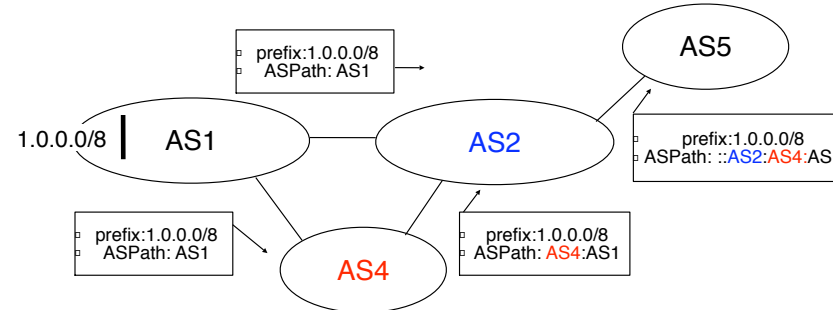 prefix:1.0.0.0/8
ASPath: AS1
AS5
1.0.0.0/8
AS1
AS2
prefix:1.0.0.0/8
ASPath: ::AS2:AS4:AS
prefix:1.0.0.0/8
ASPath: AS1
prefix:1.0.0.0/8
ASPath: AS4:AS1
AS4